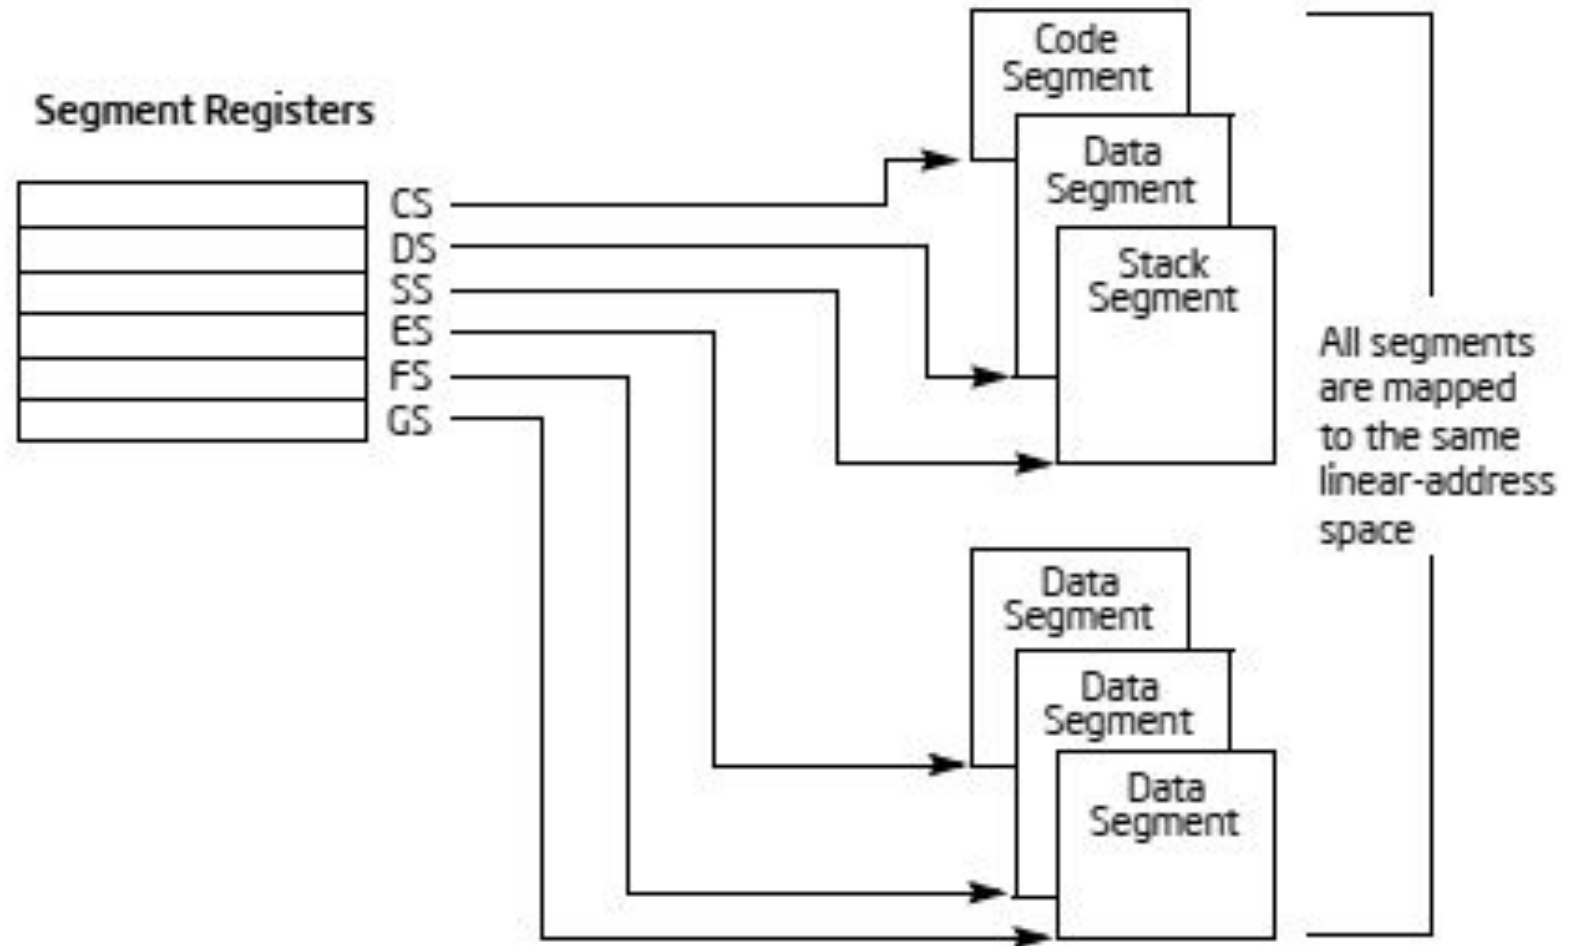 Segment Registers
CS
DS
SS
ES
FS
GS
Code
Segment
Data
Segment
Stack
Segment
Data
Segment
Data
Segment
Data
Segment
All segments
are mapped
to the same
linear-address
space